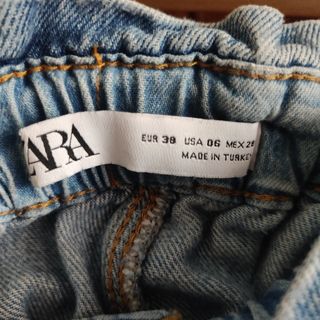 ZARA
EUR 38 USA 06 MEX 28
MADE IN TURKEY